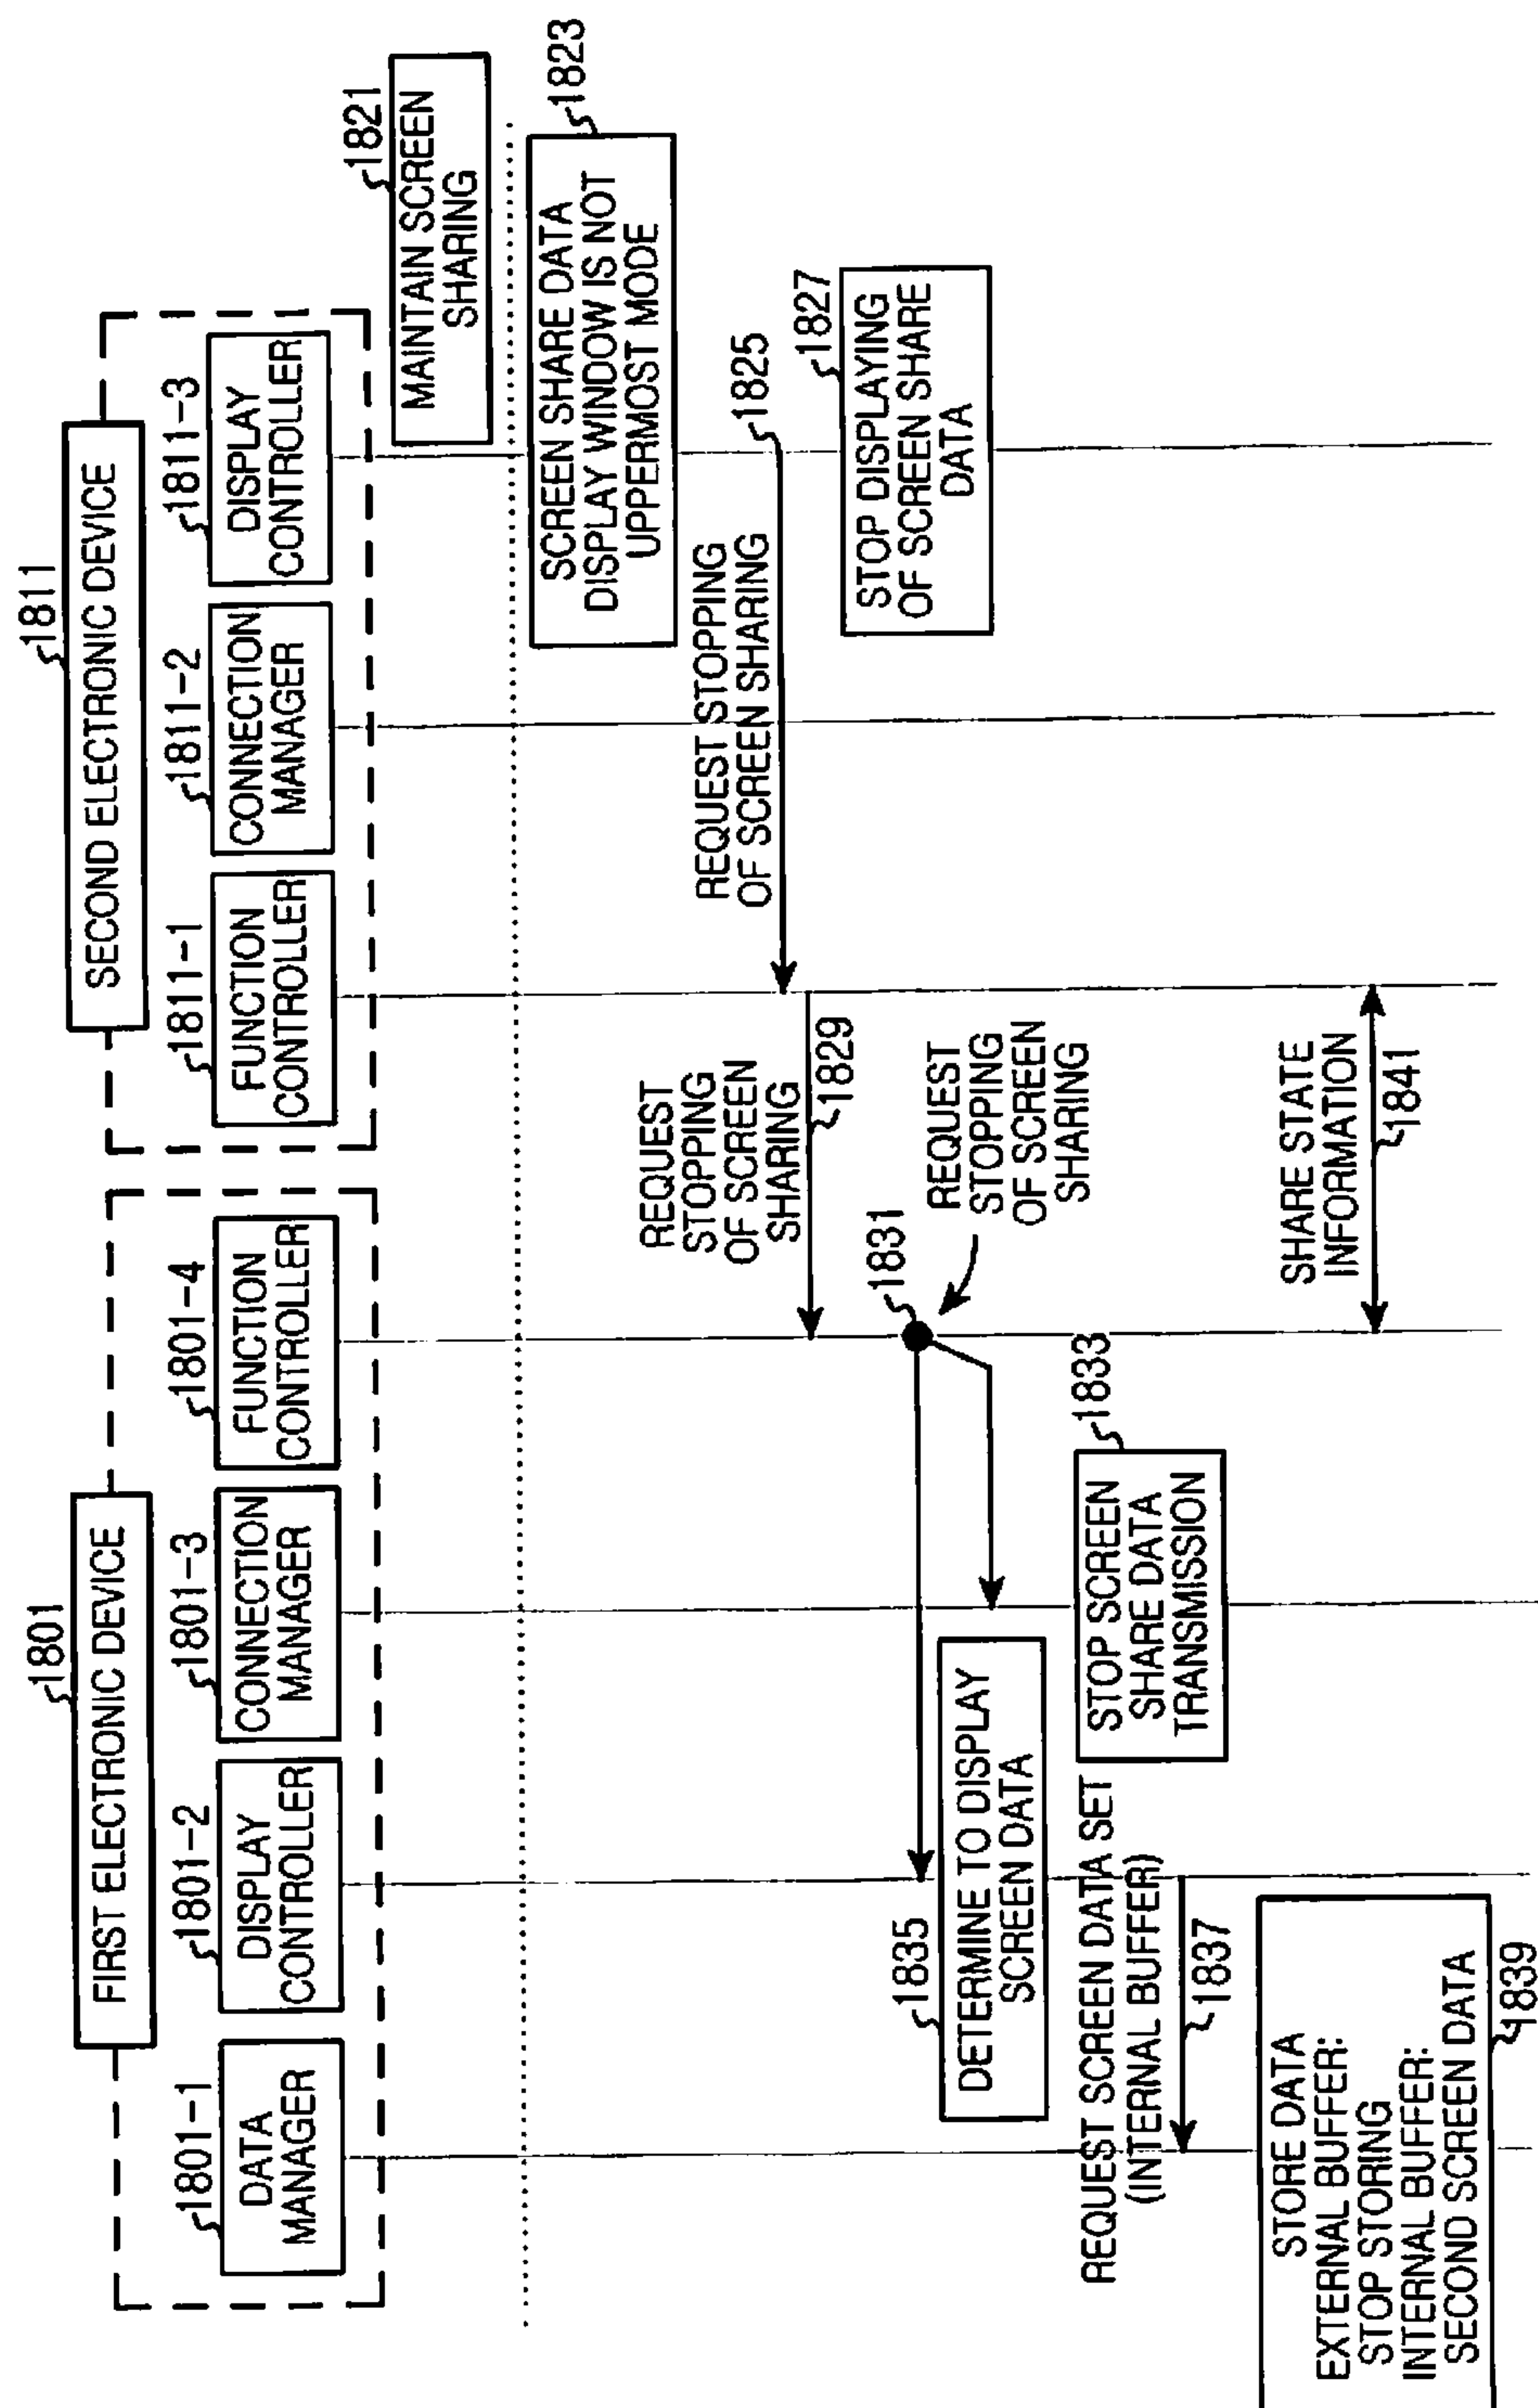 1801
FIRST ELECTRONIC DEVICE
1801-1
DATA
MANAGER
1801-2
DISPLAY
CONTROLLER
1801-3
CONNECTION
MANAGER
1801-4
FUNCTION
CONTROLLER
1811
SECOND ELECTRONIC DEVICE
1811-1
FUNCTION
CONTROLLER
1811-2
CONNECTION
MANAGER
1811-3
DISPLAY
CONTROLLER
1821
MAINTAIN SCREEN
SHARING
1823
SCREEN SHARE DATA
DISPLAY WINDOW IS NOT
UPPERMOST MODE
REQUEST STOPPING
OF SCREEN SHARING
1825
1827
STOP DISPLAYING
OF SCREEN SHARE
DATA
REQUEST
STOPPING
OF SCREEN
SHARING
1829
1831
REQUEST
STOPPING
OF SCREEN
SHARING
1833
STOP SCREEN
SHARE DATA
TRANSMISSION
1835
DETERMINE TO DISPLAY
SCREEN DATA
REQUEST SCREEN DATA SET
(INTERNAL BUFFER)
1837
STORE DATA
EXTERNAL BUFFER:
STOP STORING
INTERNAL BUFFER:
SECOND SCREEN DATA
1839
SHARE STATE
INFORMATION
1841